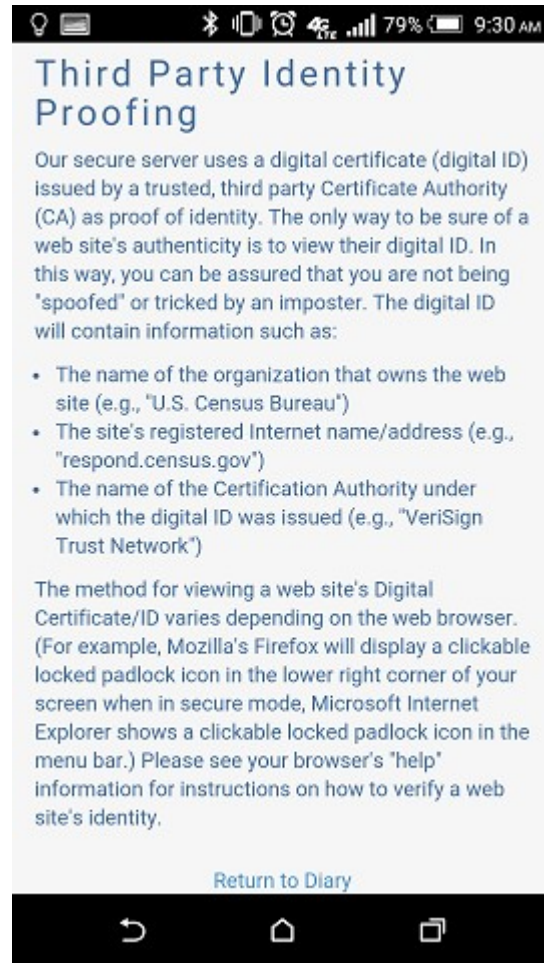 79% 9:30 AM
Third Party Identity
Proofing
Our secure server uses a digital certificate (digital ID)
issued by a trusted, third party Certificate Authority
(CA) as proof of identity. The only way to be sure of a
web site's authenticity is to view their digital ID. In
this way, you can be assured that you are not being
"spoofed" or tricked by an imposter. The digital ID
will contain information such as:
• The name of the organization that owns the web
site (e.g., "U.S. Census Bureau")
• The site's registered Internet name/address (e.g.,
"respond.census.gov")
• The name of the Certification Authority under
which the digital ID was issued (e.g., "VeriSign
Trust Network")
The method for viewing a web site's Digital
Certificate/ID varies depending on the web browser.
(For example, Mozilla's Firefox will display a clickable
locked padlock icon in the lower right corner of your
screen when in secure mode, Microsoft Internet
Explorer shows a clickable locked padlock icon in the
menu bar.) Please see your browser's "help"
information for instructions on how to verify a web
site's identity.
Return to Diary